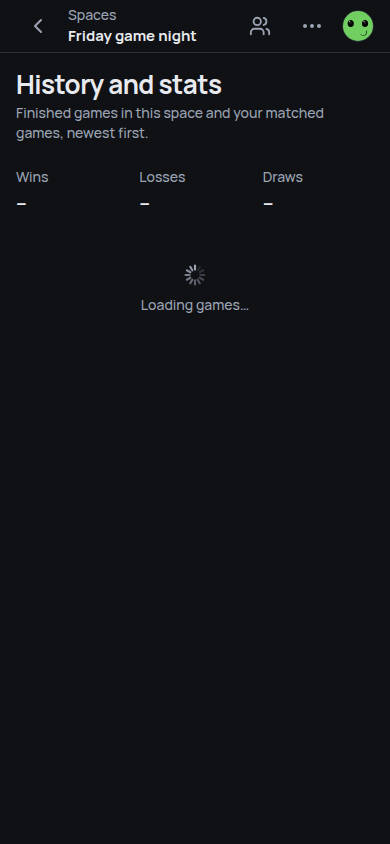 Spaces
Friday game night
History and stats
Finished games in this space and your matched
games, newest first.
Wins
Losses
Draws
–
–
–
Loading games…